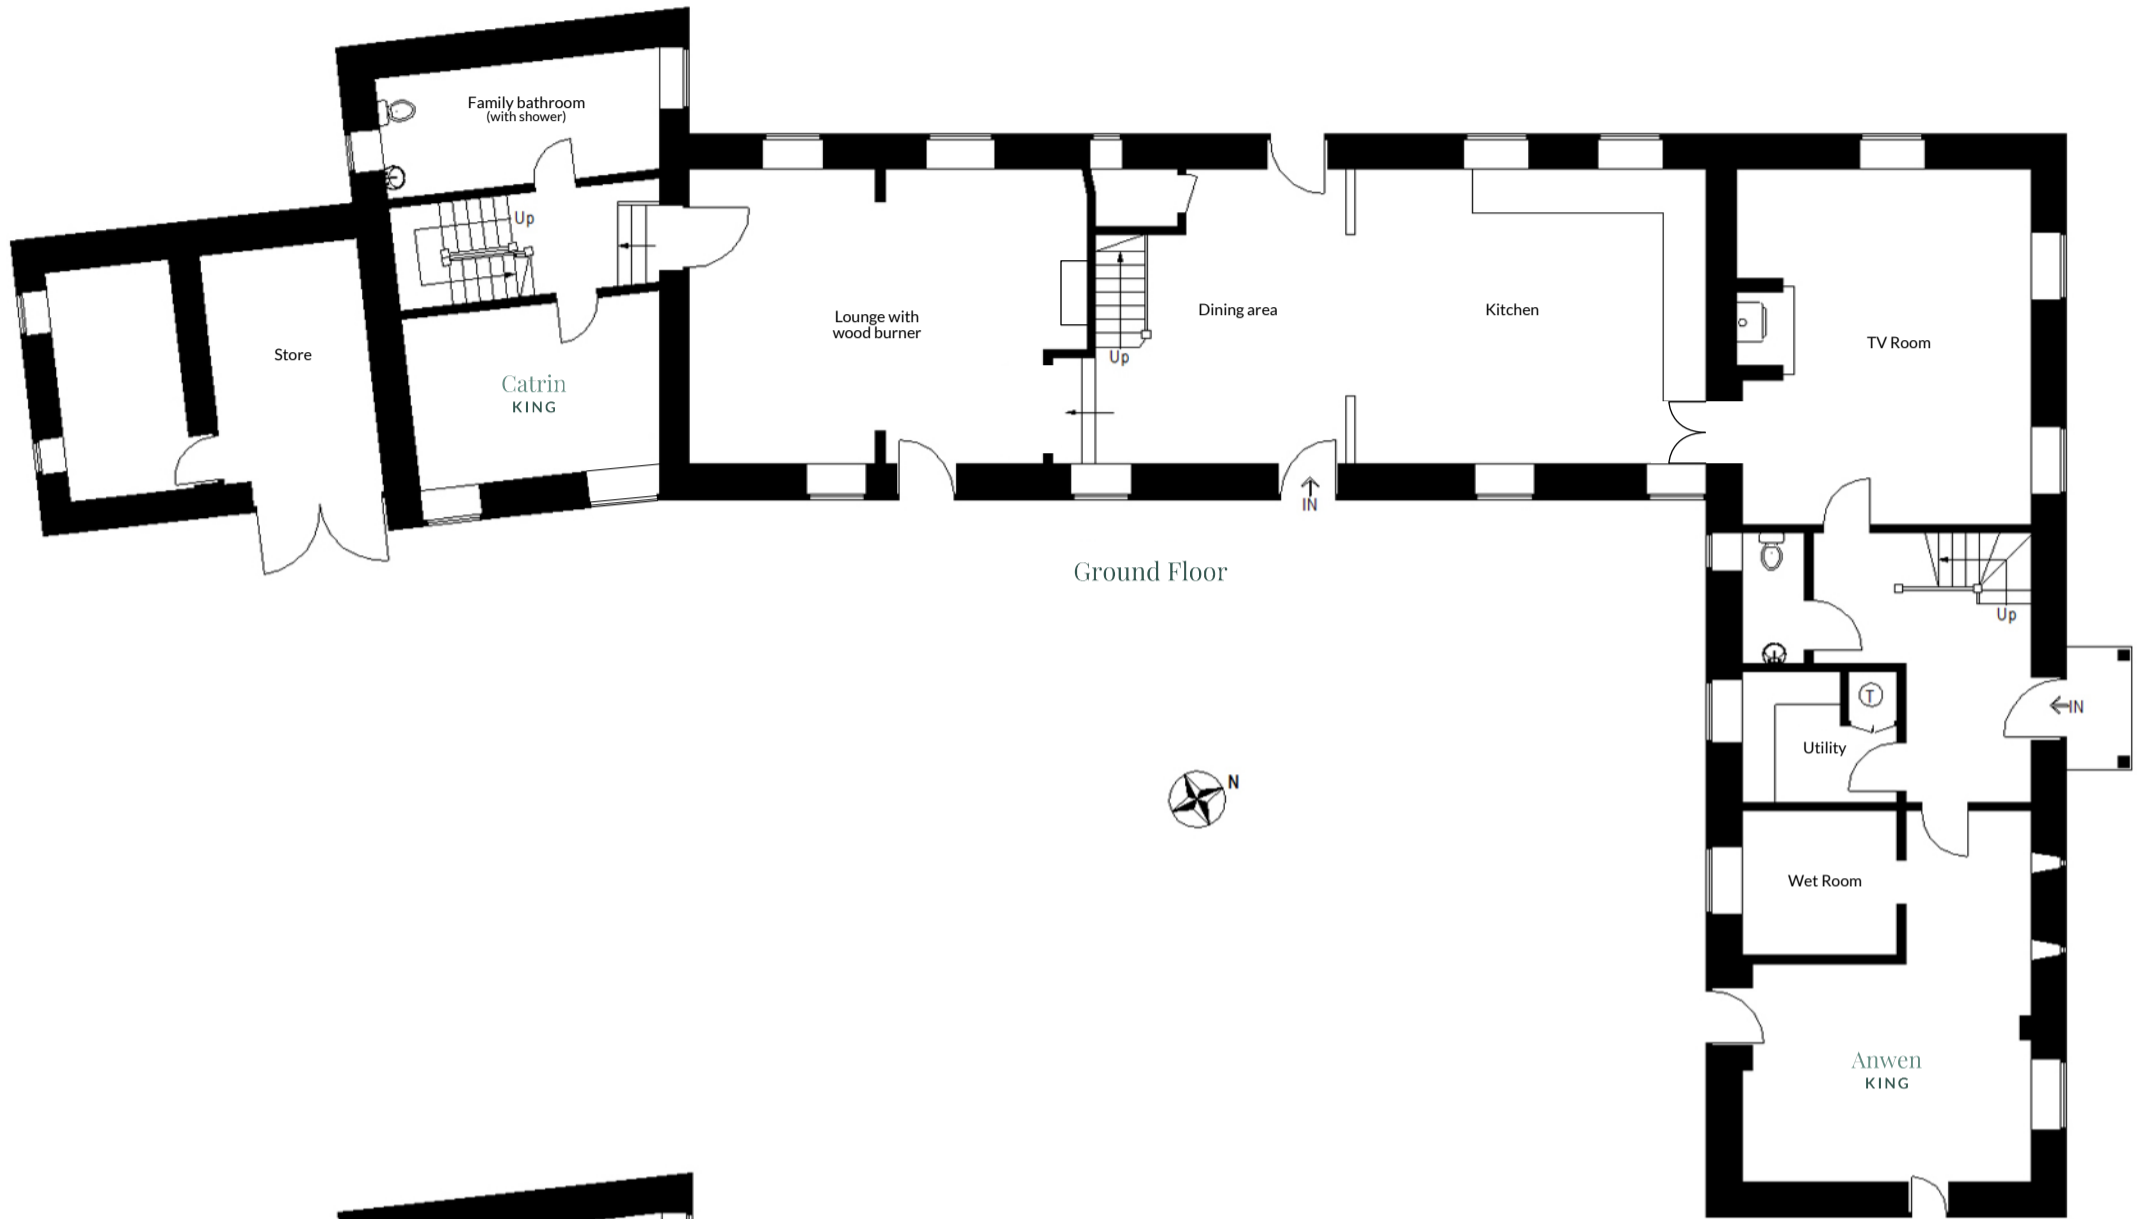 Family bathroom
(with shower)
Up
Store
Catrin
KING
Lounge with
wood burner
Up
Dining area
Kitchen
TV Room
IN
Ground Floor
Up
T
IN
Utility
N
Wet Room
Anwen
KING